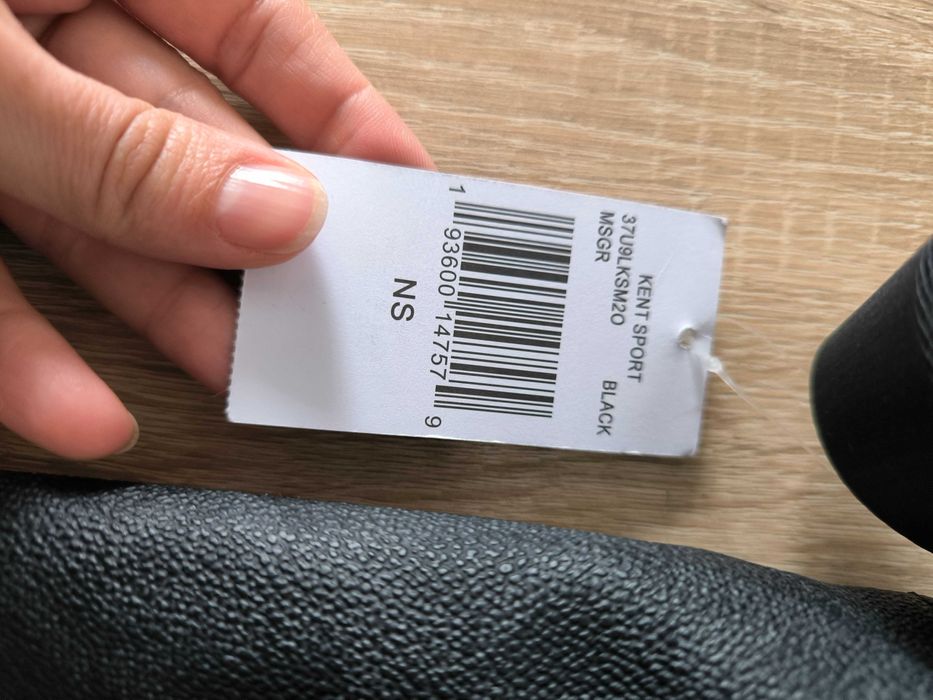 KENT SPORT
37U9LKSM2O BLACK
MSGR
1 93600 14757 9
NS